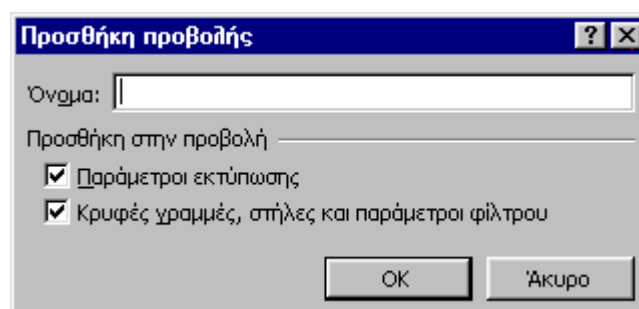 Προσθήκη προβολής
Όνομα:
Προσθήκη στην προβολή
Παράμετροι εκτύπωσης
Κρυφές γραμμές, στήλες και παράμετροι φίλτρου
OK Άκυρο